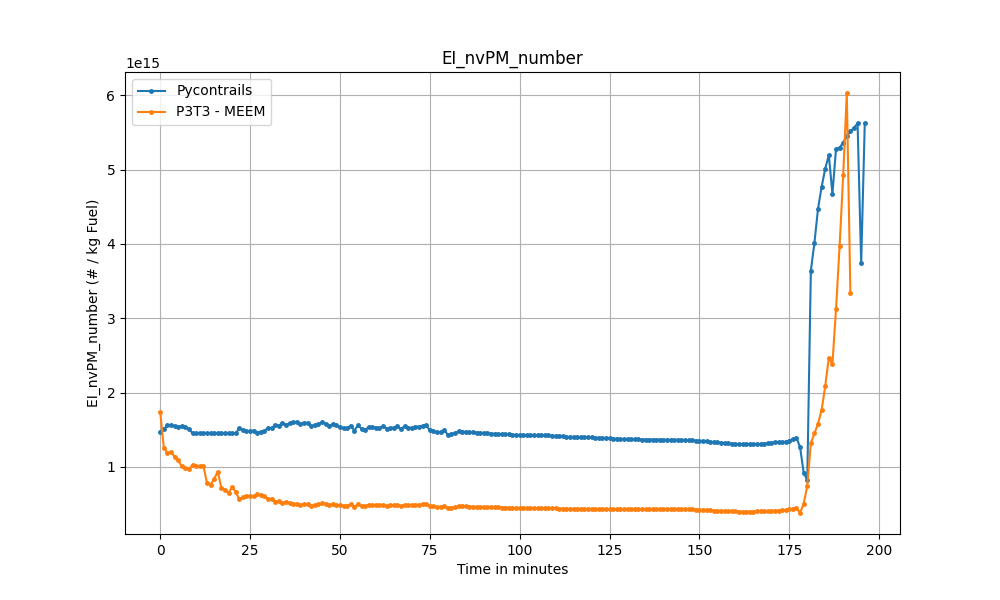 EI_nvPM_number
1e15
Pycontrails
P3T3 - MEEM
EI_nvPM_number (# / kg Fuel)
6
5
4
3
2
1
0 25 50 75 100 125 150 175 200
Time in minutes